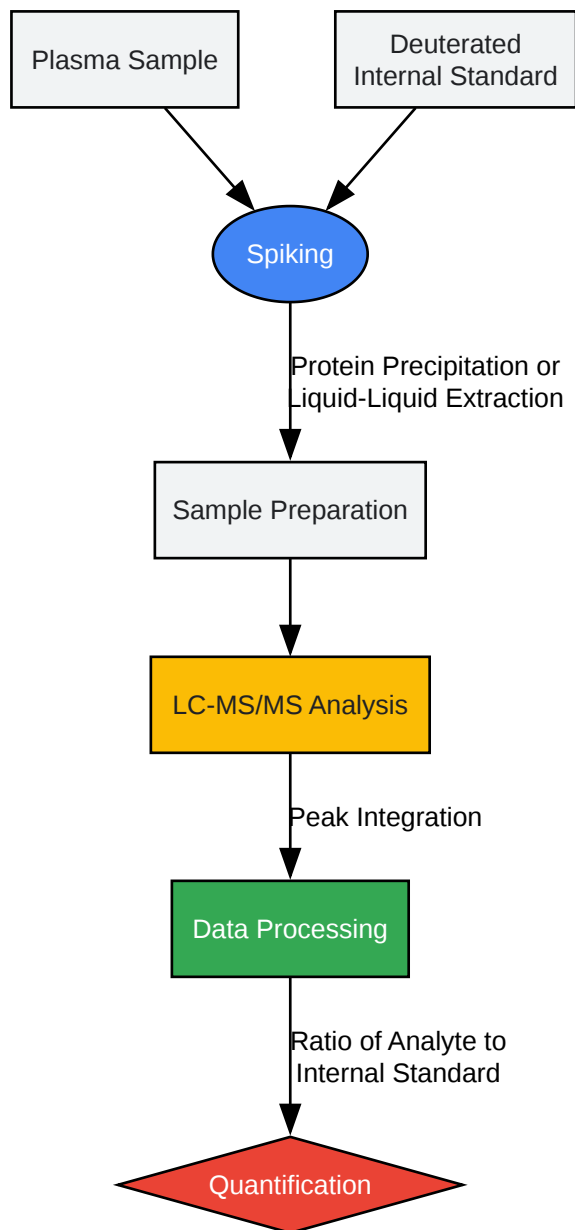 Plasma Sample
Deuterated
Internal Standard
Spiking
Protein Precipitation or
Liquid-Liquid Extraction
Sample Preparation
LC-MS/MS Analysis
Peak Integration
Data Processing
Ratio of Analyte to
Internal Standard
Quantification